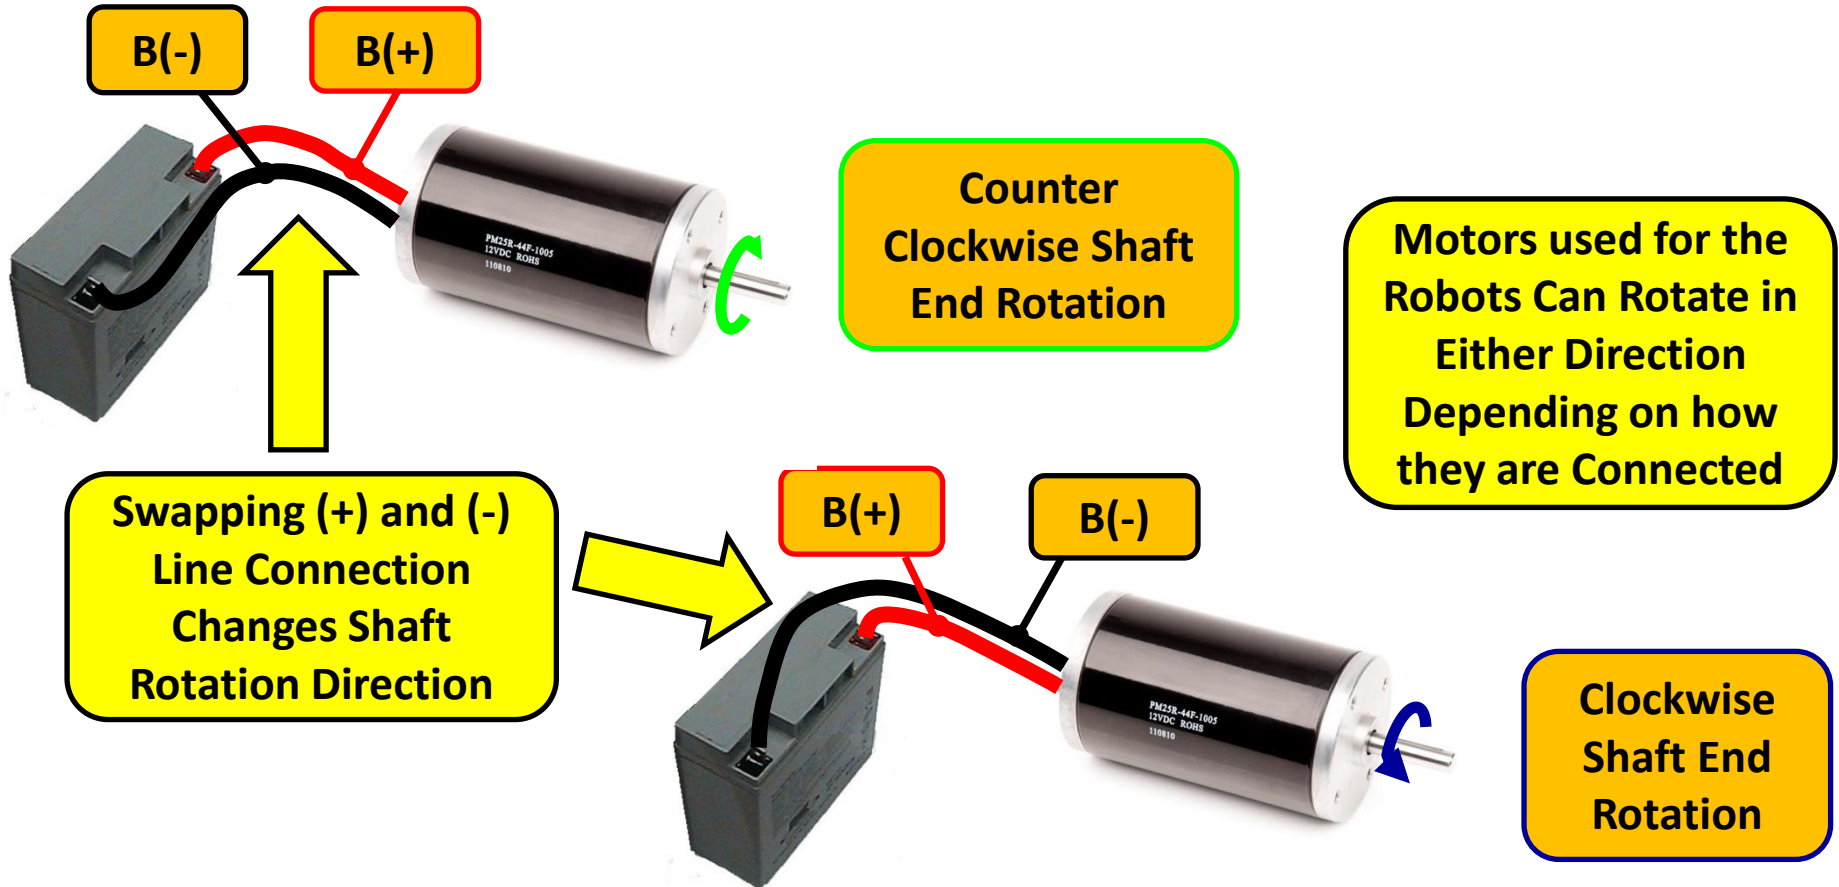 B(-)
B(+)
PM25R-44F-1005
12VDC ROHS
110810
Counter
Clockwise Shaft
End Rotation
Motors used for the
Robots Can Rotate in
Either Direction
Depending on how
they are Connected
Swapping (+) and (-)
Line Connection
Changes Shaft
Rotation Direction
B(+)
B(-)
PM25R-44F-1005
12VDC ROHS
110810
Clockwise
Shaft End
Rotation